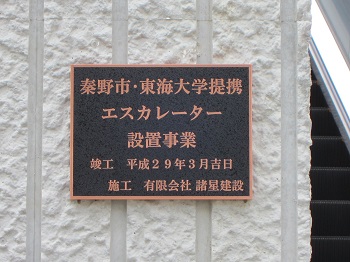 秦野市・東海大学提携
エスカレーター
設置事業
竣工　平成２９年３月吉日
施工　有限会社 諸星建設